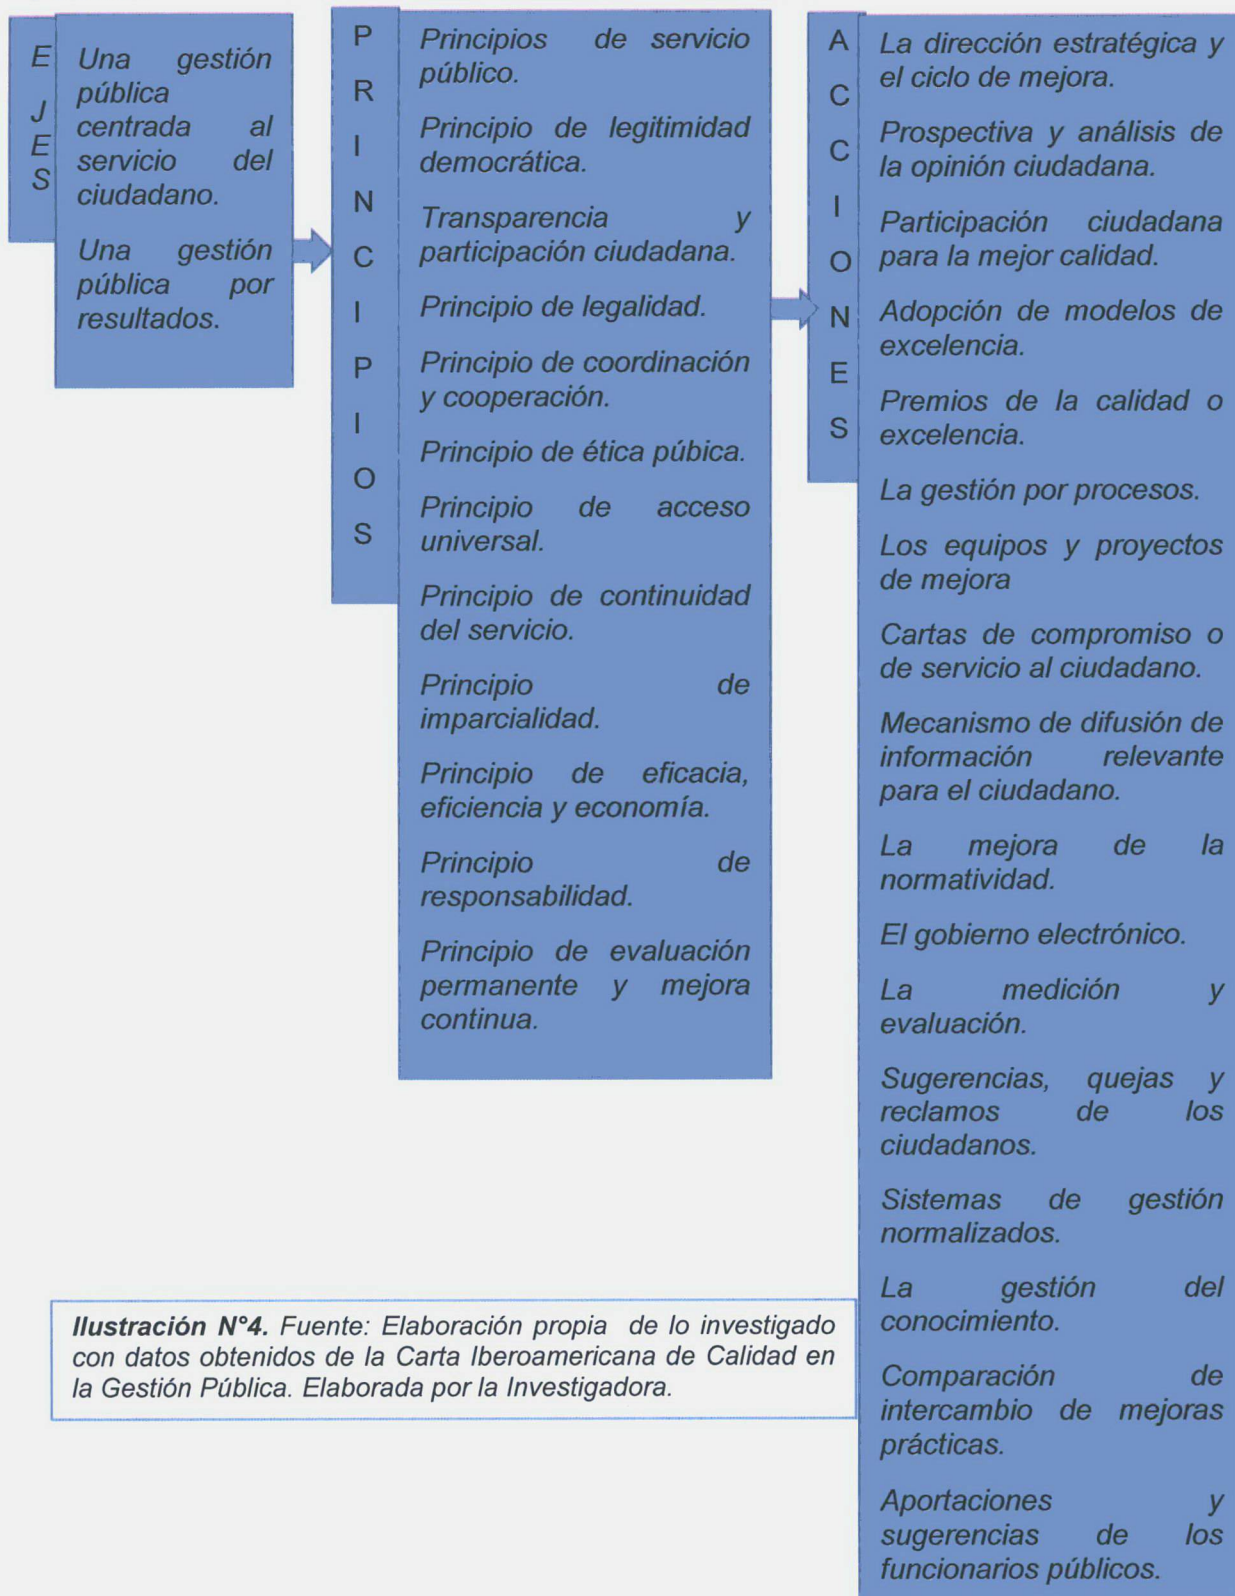 E
J
E
S
Una gestión
pública
centrada al
servicio del
ciudadano.
Una gestión
pública por
resultados.
P
R
I
N
C
I
P
I
O
S
Principios de servicio
público.
Principio de legitimidad
democrática.
Transparencia y
participación ciudadana.
Principio de legalidad.
Principio de coordinación
y cooperación.
Principio de ética púbica.
Principio de acceso
universal.
Principio de continuidad
del servicio.
Principio de
imparcialidad.
Principio de eficacia,
eficiencia y economía.
Principio de
responsabilidad.
Principio de evaluación
permanente y mejora
continua.
A
C
C
I
O
N
E
S
La dirección estratégica y
el ciclo de mejora.
Prospectiva y análisis de
la opinión ciudadana.
Participación ciudadana
para la mejor calidad.
Adopción de modelos de
excelencia.
Premios de la calidad o
excelencia.
La gestión por procesos.
Los equipos y proyectos
de mejora
Cartas de compromiso o
de servicio al ciudadano.
Mecanismo de difusión de
información relevante
para el ciudadano.
La mejora de la
normatividad.
El gobierno electrónico.
La medición y
evaluación.
Sugerencias, quejas y
reclamos de los
ciudadanos.
Sistemas de gestión
normalizados.
La gestión del
conocimiento.
Comparación de
intercambio de mejoras
prácticas.
Aportaciones y
sugerencias de los
funcionarios públicos.
Ilustración N°4. Fuente: Elaboración propia de lo investigado
con datos obtenidos de la Carta Iberoamericana de Calidad en
la Gestión Pública. Elaborada por la Investigadora.